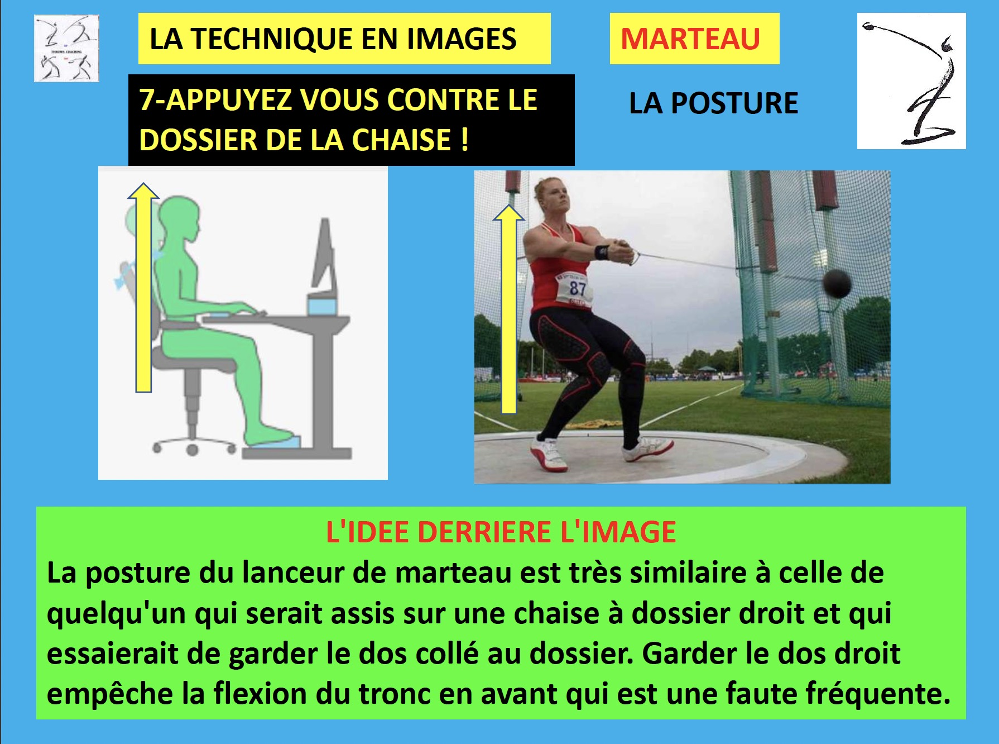 LA TECHNIQUE EN IMAGES
MARTEAU
THROWS COACHING
7-APPUYEZ VOUS CONTRE LE
DOSSIER DE LA CHAISE !
LA POSTURE
87
L'IDEE DERRIERE L'IMAGE
La posture du lanceur de marteau est très similaire à celle de
quelqu'un qui serait assis sur une chaise à dossier droit et qui
essaierait de garder le dos collé au dossier. Garder le dos droit
empêche la flexion du tronc en avant qui est une faute fréquente.